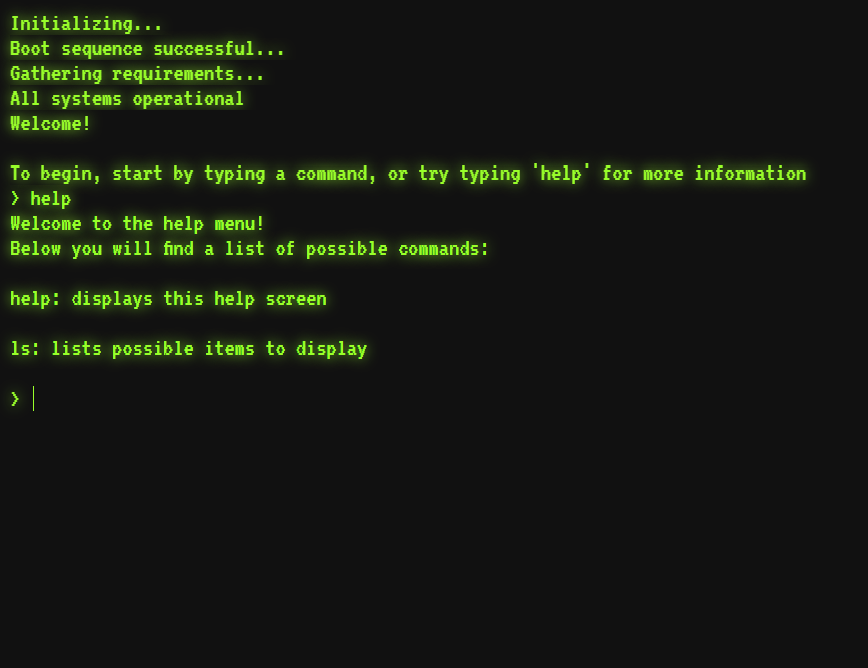 Initializing...
Boot sequence successful...
Gathering requirements...
All systems operational
Welcome!
To begin, start by typing a command, or try typing 'help' for more information
> help
Welcome to the help menu!
Below you will find a list of possible commands:
help: displays this help screen
ls: lists possible items to display
>